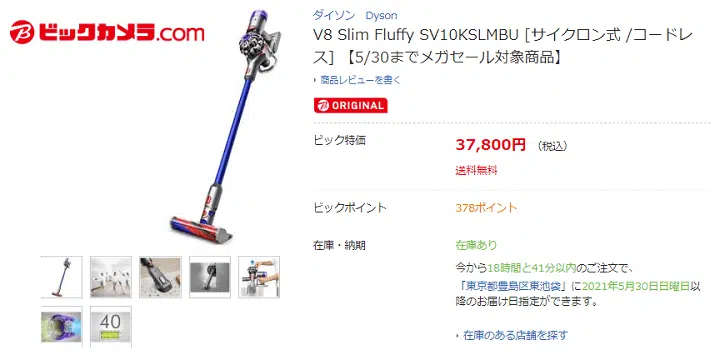 ビックカメラ.com
ダイソン Dyson
V8 Slim Fluffy SV10KSLMBU [サイクロン式 /コードレ
ス] 【5/30までメガセール対象商品】
商品レビューを書く
ORIGINAL
ビック特価
37,800円 （税込）
送料無料
ビックポイント
378ポイント
在庫・納期
在庫あり
今から18時間と41分以内のご注文で、
「東京都豊島区東池袋」に2021年5月30日日曜日以
降のお届け日指定ができます。
在庫のある店舗を探す
40